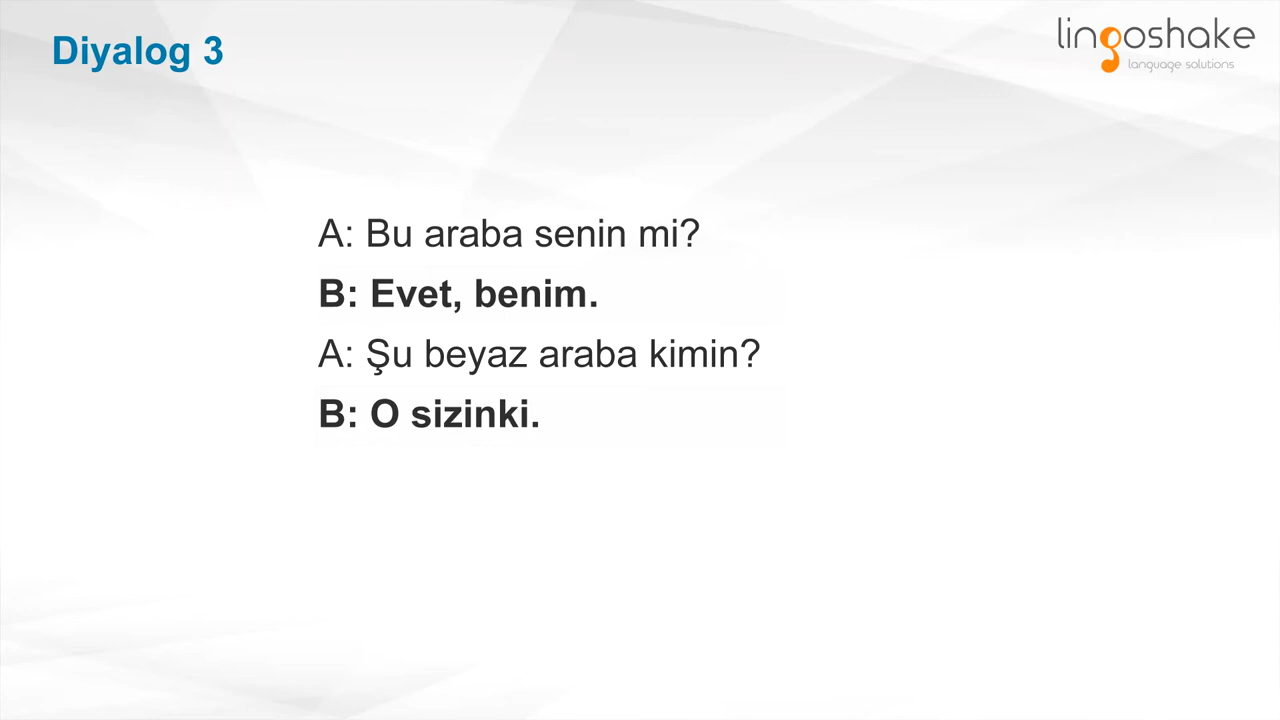 Diyalog 3
lingoshake
language solutions
A: Bu araba senin mi?
B: Evet, benim.
A: Şu beyaz araba kimin?
B: O sizinki.